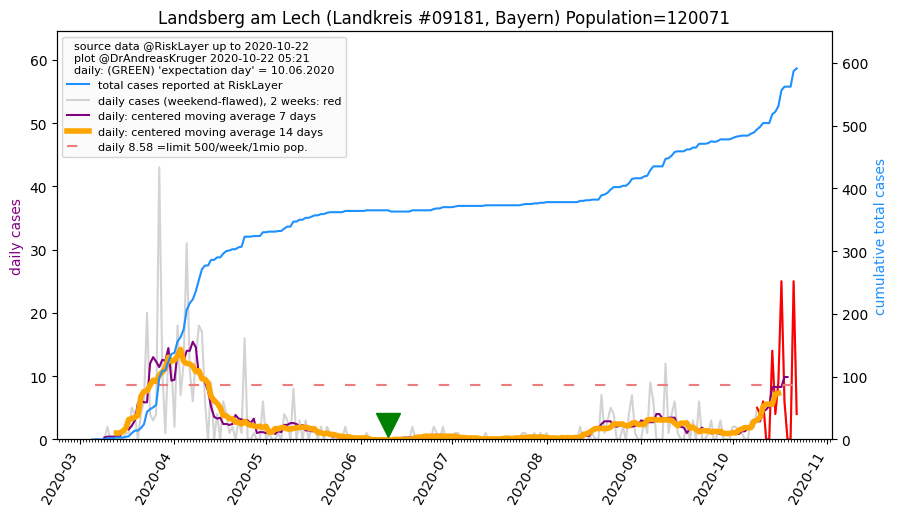 Landsberg am Lech (Landkreis #09181, Bayern) Population=120071
source data @RiskLayer up to 2020-10-22
plot @DrAndreasKruger 2020-10-22 05:21
daily: (GREEN) 'expectation day' = 10.06.2020
total cases reported at RiskLayer
daily cases (weekend-flawed), 2 weeks: red
daily: centered moving average 7 days
daily: centered moving average 14 days
daily 8.58 =limit 500/week/1mio pop.
daily cases
60
50
40
30
20
10
0
cumulative total cases
600
500
400
300
200
100
0
2020-03
2020-04
2020-05
2020-06
2020-07
2020-08
2020-09
2020-10
2020-11